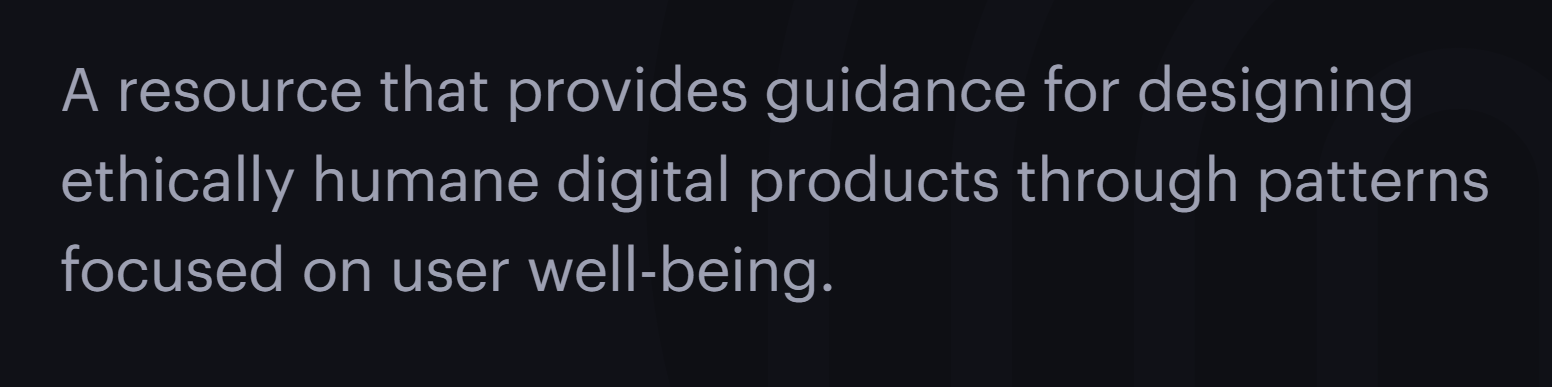 A resource that provides guidance for designing
ethically humane digital products through patterns
focused on user well-being.